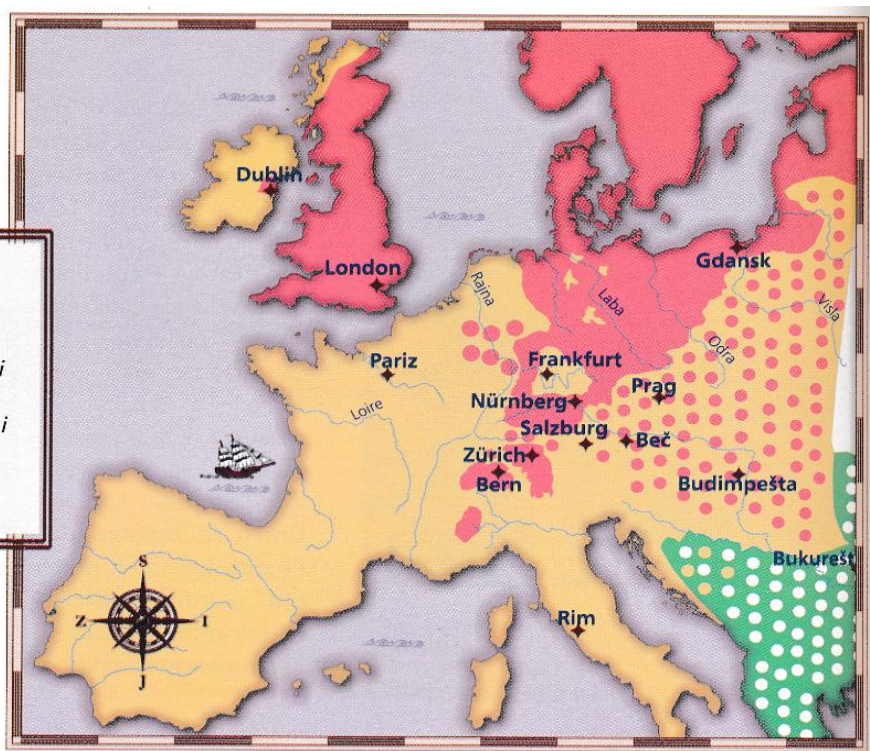 Dublin
London
Gdansk
Rajna
Laba
Visla
Odra
i
Pariz
Frankfurt
Prag
Nürnberg
Loire
i
Salzburg
Beč
Zürich
Bern
Budimpešta
Bukurešt
S
Z
I
J
Rim